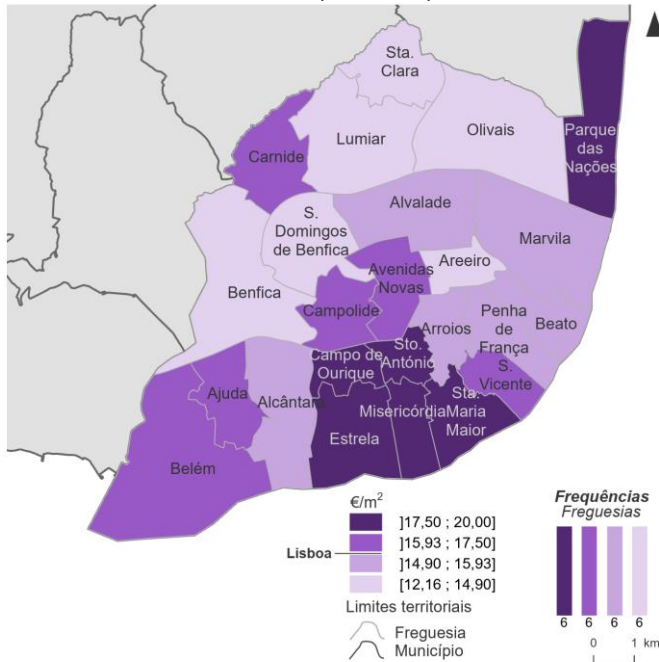 Sta.
Clara
Lumiar
Olivais
Parque
das
Nações
Carnide
Alvalade
S.
Domingos
de Benfica
Marvila
Avenidas
Novas
Areeiro
Benfica
Campolide
Arroios
Penha
de
França
Beato
Campo de
Ourique
Sto.
António
S.
Vicente
Ajuda
Alcântara
Misericórdia
Sta.
Maria
Maior
Estrela
Belém
€/m²
]17,50 ; 20,00]
]15,93 ; 17,50]
Lisboa
]14,90 ; 15,93]
[12,16 ; 14,90]
Limites territoriais
Freguesia
Município
Frequências
Freguesias
6 6 6 6
0 1 km